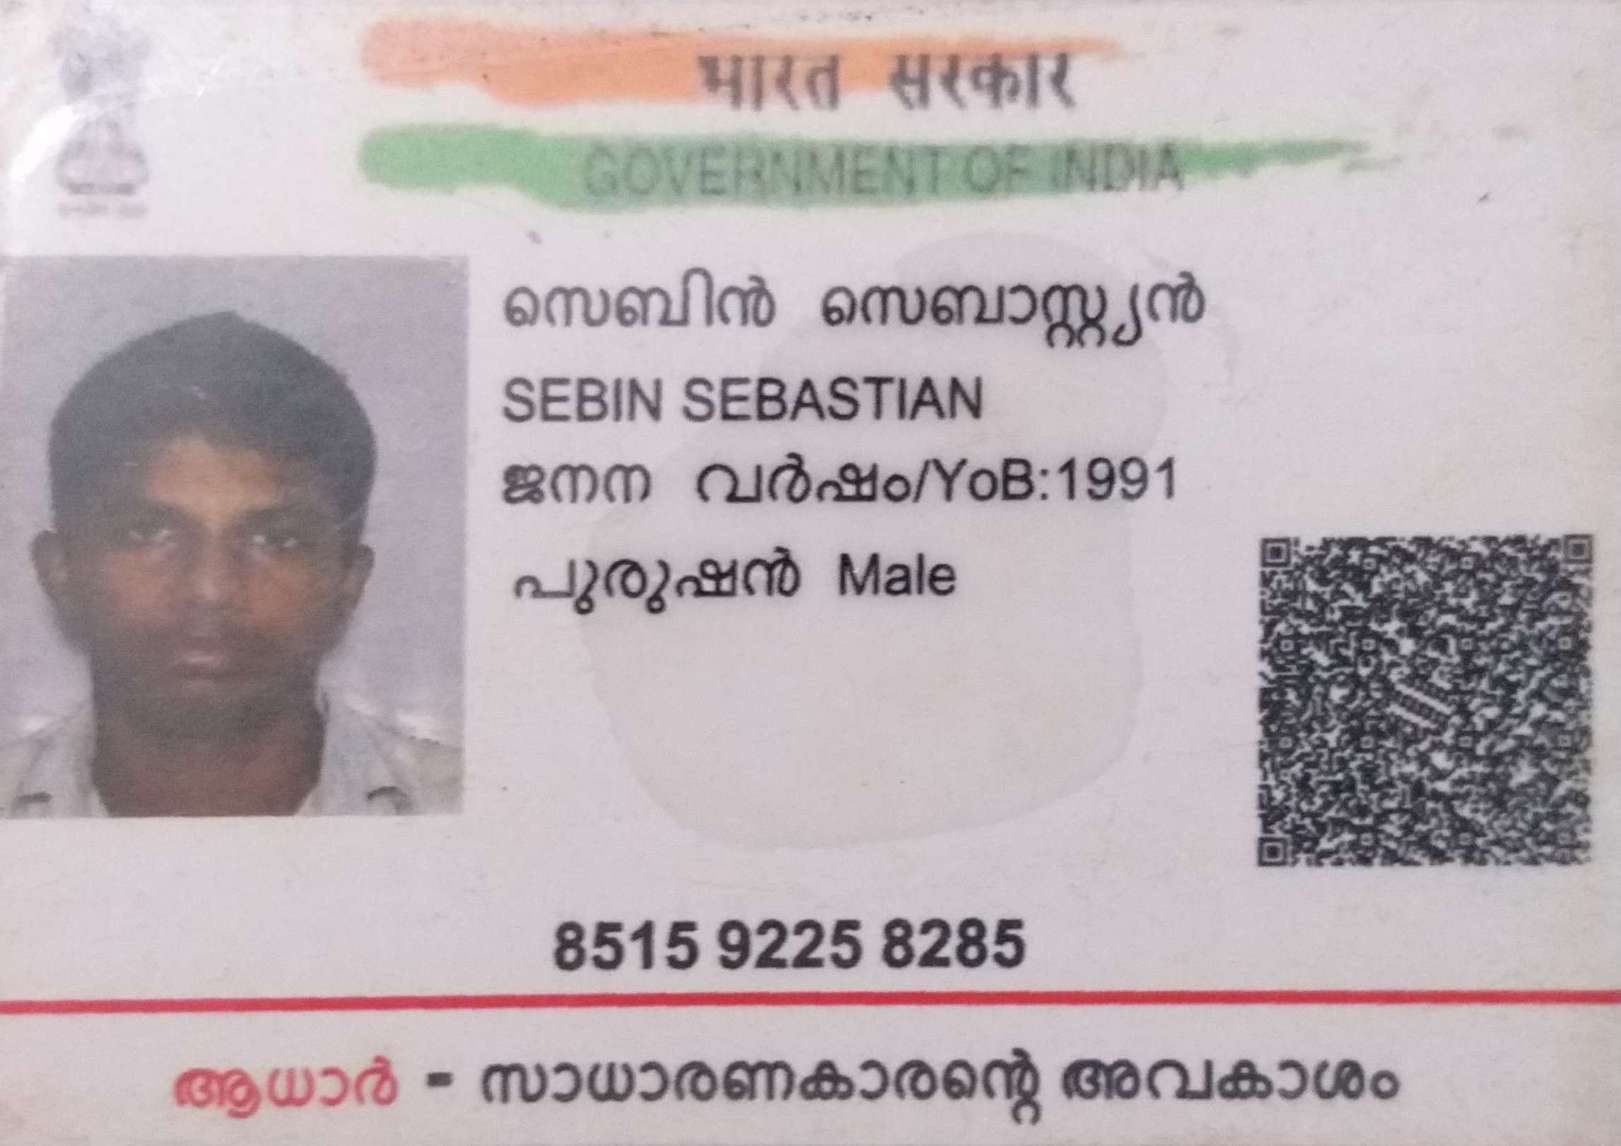 भारत सरकार
GOVERNMENT OF INDIA
സെബിൻ സെബാസ്റ്റ്യൻ
SEBIN SEBASTIAN
ജനന വർഷം/YoB:1991
പുരുഷൻ Male
8515 9225 8285
ആധാർ - സാധാരണകാരന്റെ അവകാശം